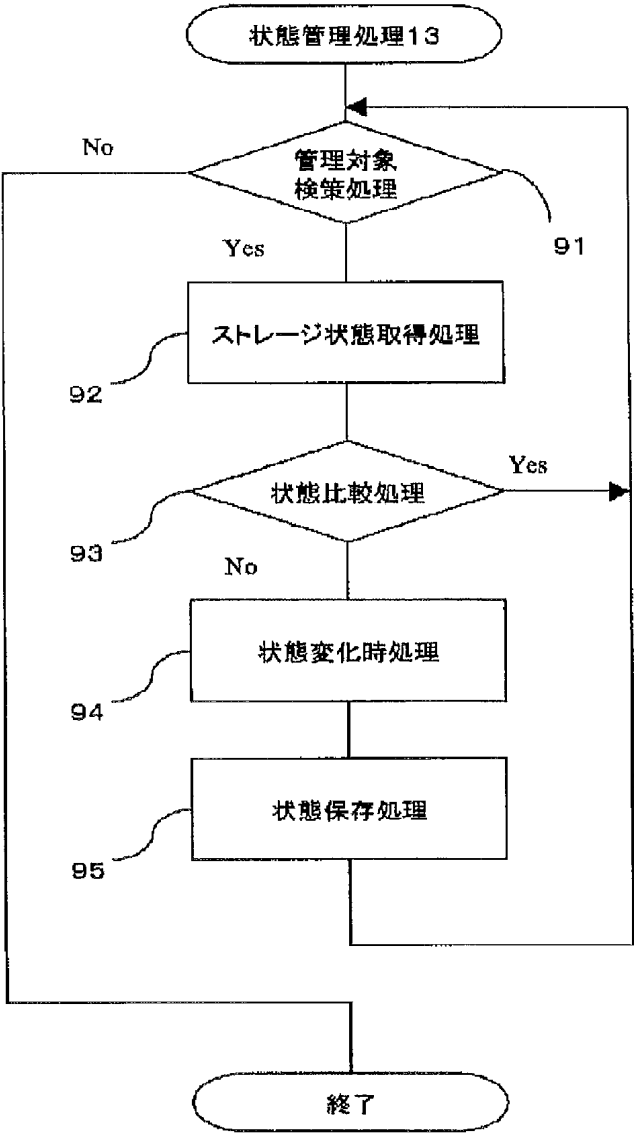 状態管理処理13
No
管理対象
検策処理
91
Yes
ストレージ状態取得処理
92
Yes
状態比較処理
93
No
状態変化時処理
94
状態保存処理
95
終了